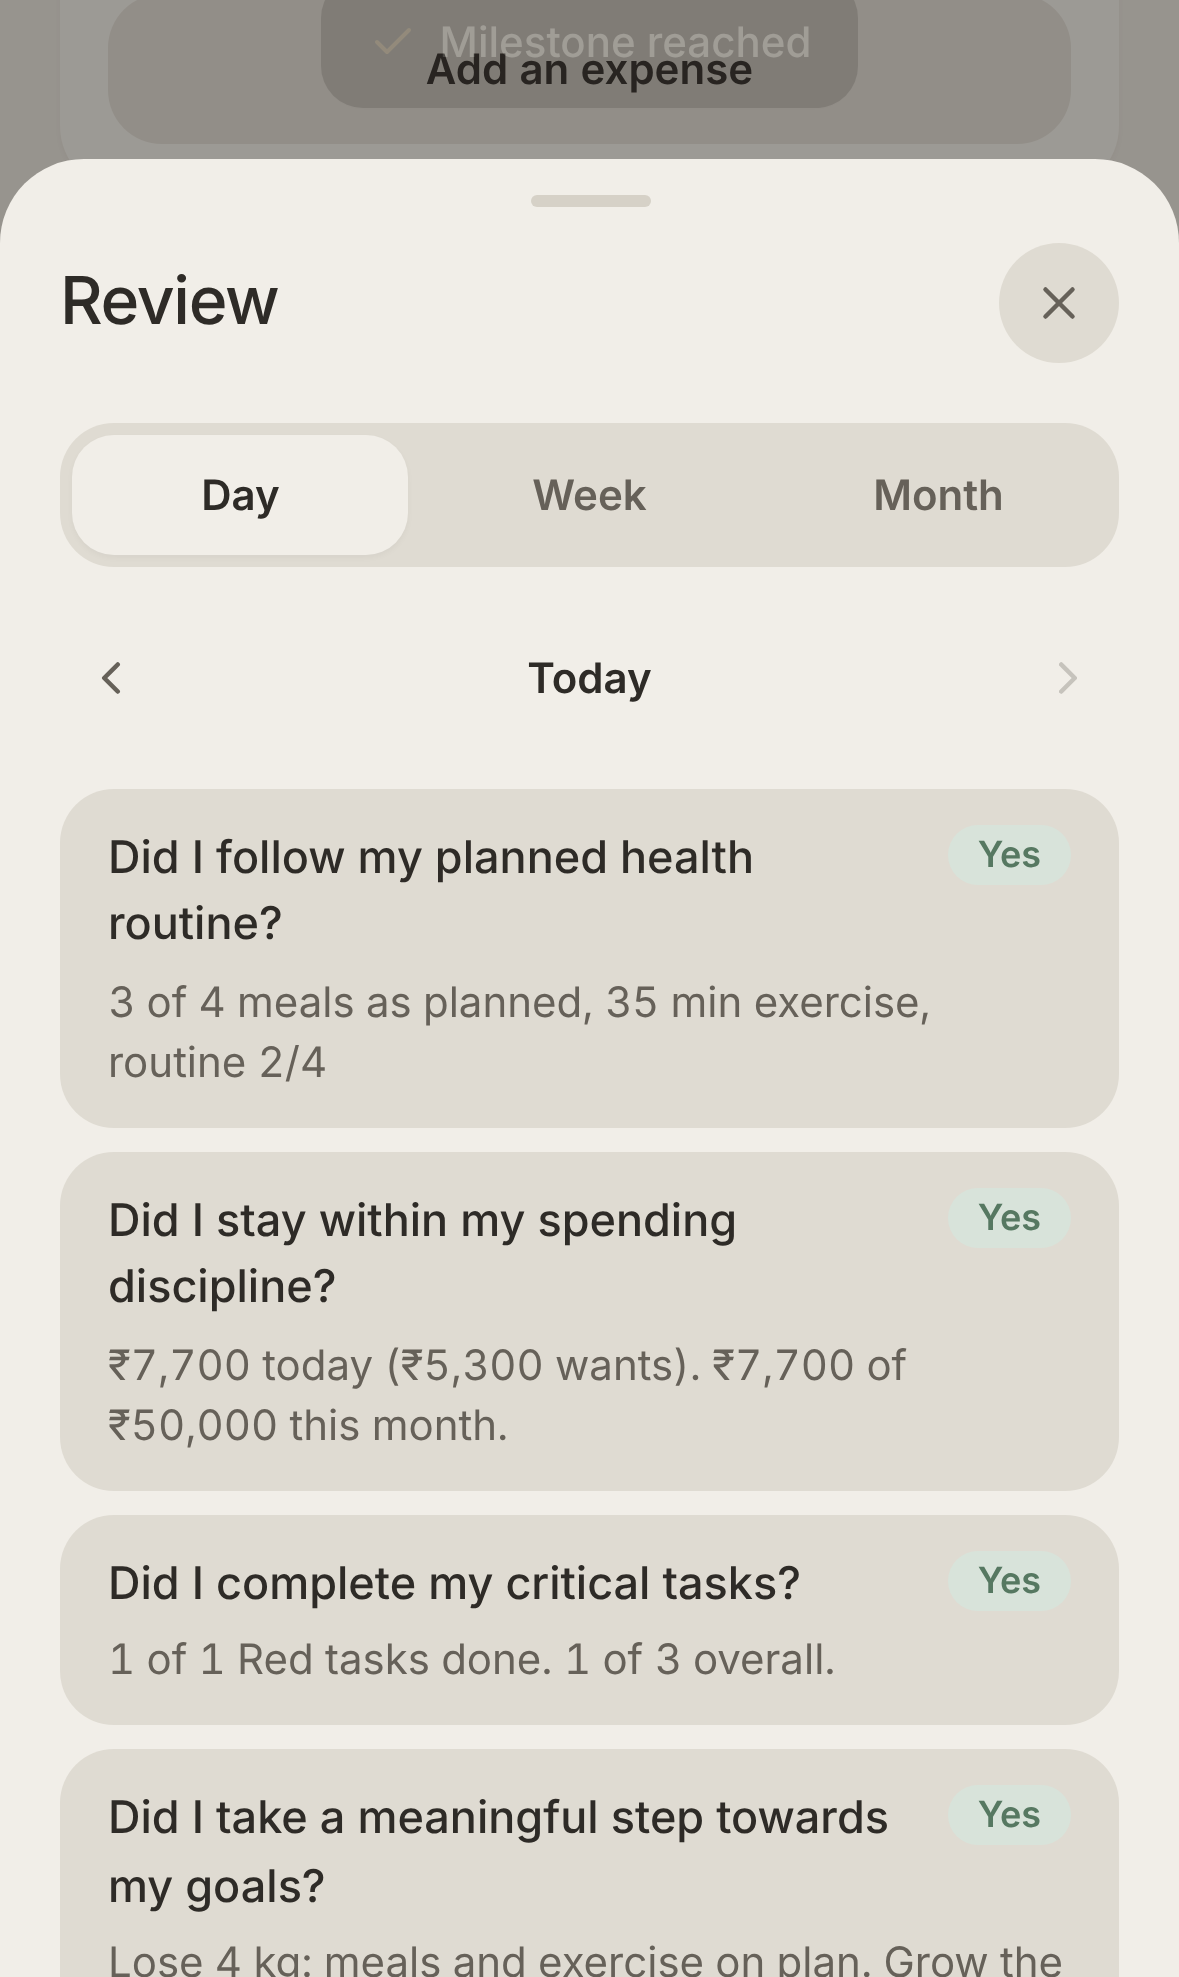 Milestone reached
Add an expense
Review
Day
Week
Month
Today
Did I follow my planned health
routine?
Yes
3 of 4 meals as planned, 35 min exercise,
routine 2/4
Did I stay within my spending
discipline?
Yes
₹7,700 today (₹5,300 wants). ₹7,700 of
₹50,000 this month.
Did I complete my critical tasks?
Yes
1 of 1 Red tasks done. 1 of 3 overall.
Did I take a meaningful step towards
my goals?
Yes
Lose 4 kg: meals and exercise on plan. Grow the